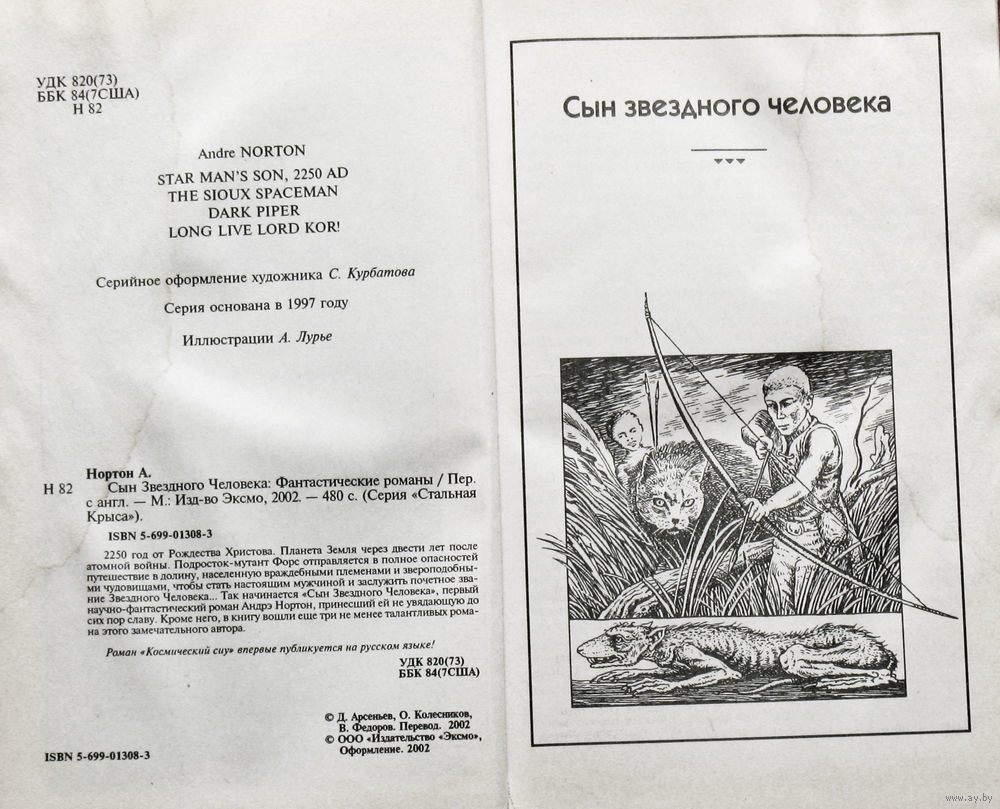 УДК 820(73)
ББК 84(7США)
Н 82
Andre NORTON
STAR MAN'S SON, 2250 AD
THE SIOUX SPACEMAN
DARK PIPER
LONG LIVE LORD KOR!
Серийное оформление художника С. Курбатова
Серия основана в 1997 году
Иллюстрации А. Лурье
Нортон А.
Н 82
Сын Звездного Человека: Фантастические романы / Пер.
с англ. — М.: Изд-во Эксмо, 2002. — 480 с. (Серия «Стальная
Крыса»).
ISBN 5-699-01308-3
2250 год от Рождества Христова. Планета Земля через двести лет после
атомной войны. Подросток-мутант Форс отправляется в полное опасностей
путешествие в долину, населенную враждебными племенами и звероподобны-
ми чудовищами, чтобы стать настоящим мужчиной и заслужить почетное зва-
ние Звездного Человека... Так начинается «Сын Звездного Человека», первый
научно-фантастический роман Андрэ Нортон, принесший ей не увядающую до
сих пор славу. Кроме него, в книгу вошли еще три не менее талантливых рома-
на этого замечательного автора.
Роман «Космический сиу» впервые публикуется на русском языке!
УДК 820(73)
ББК 84(7США)
© Д. Арсеньев, О. Колесников,
В. Федоров. Перевод. 2002
© ООО «Издательство «Эксмо»,
Оформление. 2002
ISBN 5-699-01308-3
Сын звездного человека
www.ay.by